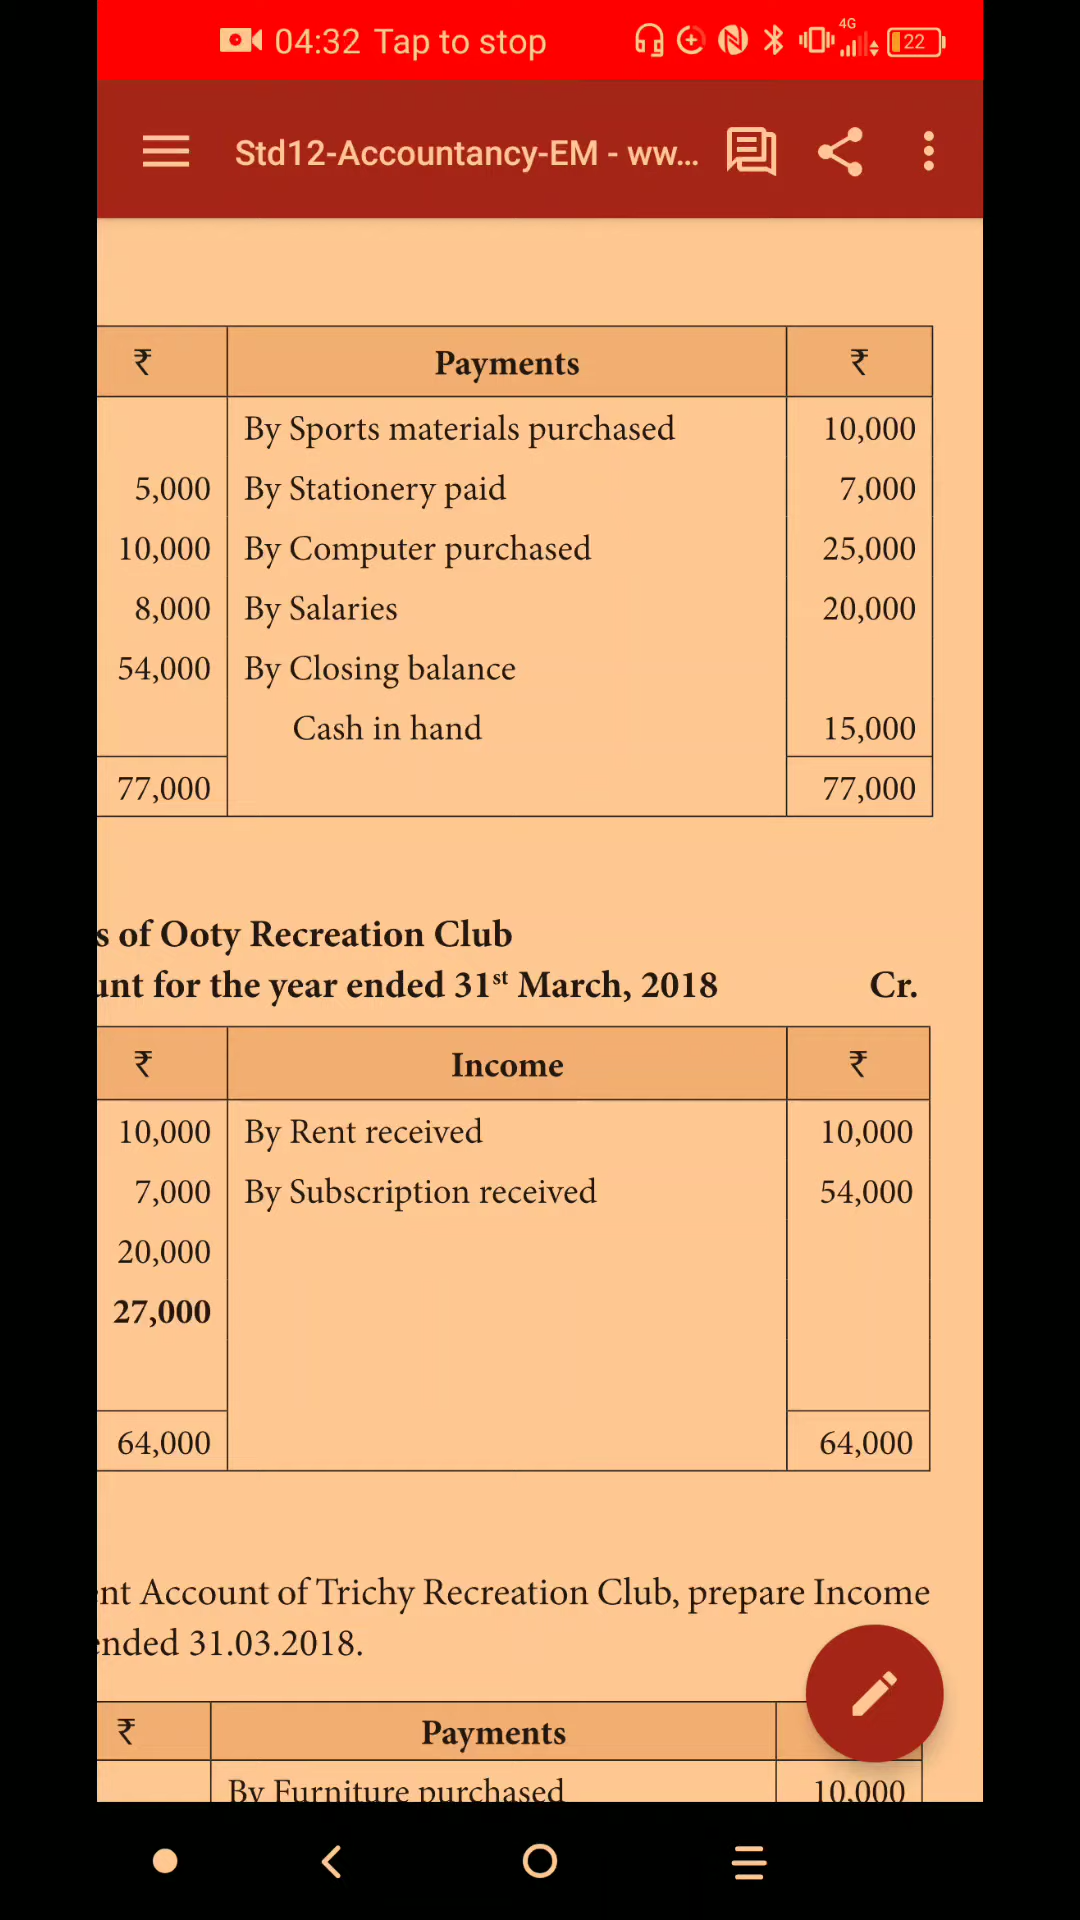 04:32 Tap to stop 4G 22
Std12-Accountancy-EM - ww...
₹ Payments ₹
By Sports materials purchased 10,000
5,000 By Stationery paid 7,000
10,000 By Computer purchased 25,000
8,000 By Salaries 20,000
54,000 By Closing balance
Cash in hand 15,000
77,000 77,000
s of Ooty Recreation Club
unt for the year ended 31st March, 2018 Cr.
₹ Income ₹
10,000 By Rent received 10,000
7,000 By Subscription received 54,000
20,000
27,000
64,000 64,000
ent Account of Trichy Recreation Club, prepare Income
ended 31.03.2018.
₹ Payments
By Furniture purchased 10,000